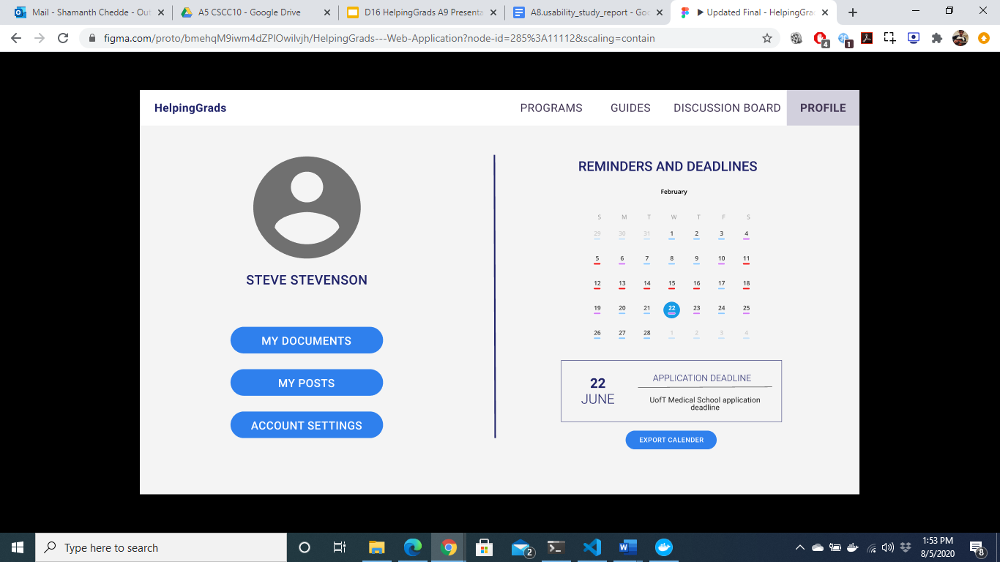 Mail - Shamanth Chedde - Out
A5 CSCC10 - Google Drive
D16 HelpingGrads A9 Presenta
A8.usability_study_report - Goo
▶ Updated Final - HelpingGrad
figma.com/proto/bmehqM9iwm4dZPIOwilvjh/HelpingGrads---Web-Application?node-id=285%3A11112&scaling=contain
4
1
HelpingGrads
PROGRAMS
GUIDES
DISCUSSION BOARD
PROFILE
STEVE STEVENSON
MY DOCUMENTS
MY POSTS
ACCOUNT SETTINGS
REMINDERS AND DEADLINES
February
S M T W T F S
29 30 31 1 2 3 4
5 6 7 8 9 10 11
12 13 14 15 16 17 18
19 20 21 22 23 24 25
26 27 28 1 2 3 4
22
JUNE
APPLICATION DEADLINE
UofT Medical School application
deadline
EXPORT CALENDER
Type here to search
2
1:53 PM
8/5/2020
8